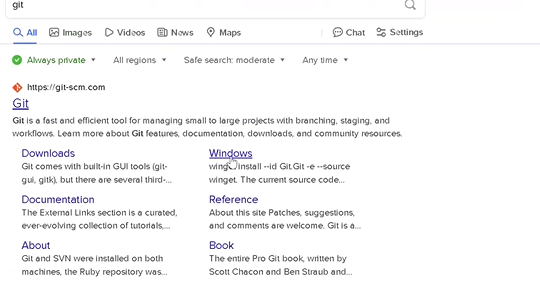 git
All Images Videos News Maps Chat Settings
Always private All regions Safe search: moderate Any time
https://git-scm.com
Git
Git is a fast and efficient tool for managing small to large projects with branching, staging, and
workflows. Learn more about Git features, documentation, downloads, and community resources.
Downloads
Git comes with built-in GUI tools (git-
gui, gitk), but there are several third-...
Windows
install --id Git.Git -e --source
winget. The current source code...
Documentation
The External Links section is a curated,
ever-evolving collection of tutorials,...
Reference
About this site Patches, suggestions,
and comments are welcome. Git is a...
About
Git and SVN were installed on both
machines, the Ruby repository was...
Book
The entire Pro Git book, written by
Scott Chacon and Ben Straub and...